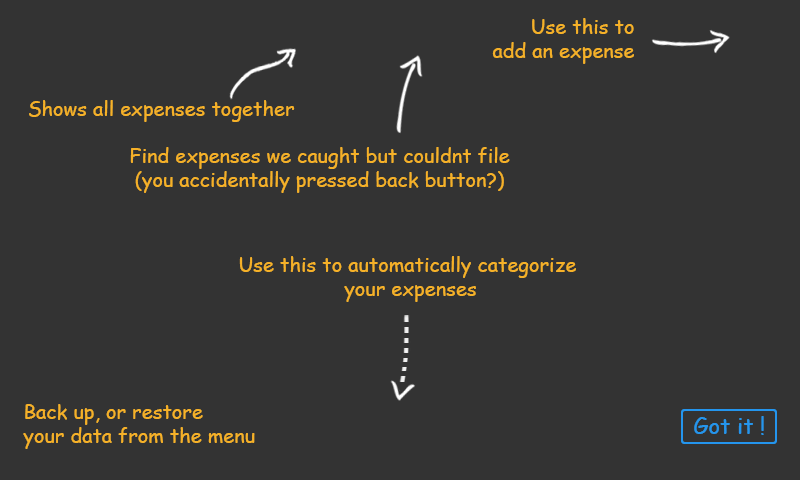 Use this to
add an expense
Shows all expenses together
Find expenses we caught but couldnt file
(you accidentally pressed back button?)
Use this to automatically categorize
your expenses
Back up, or restore
your data from the menu
Got it !